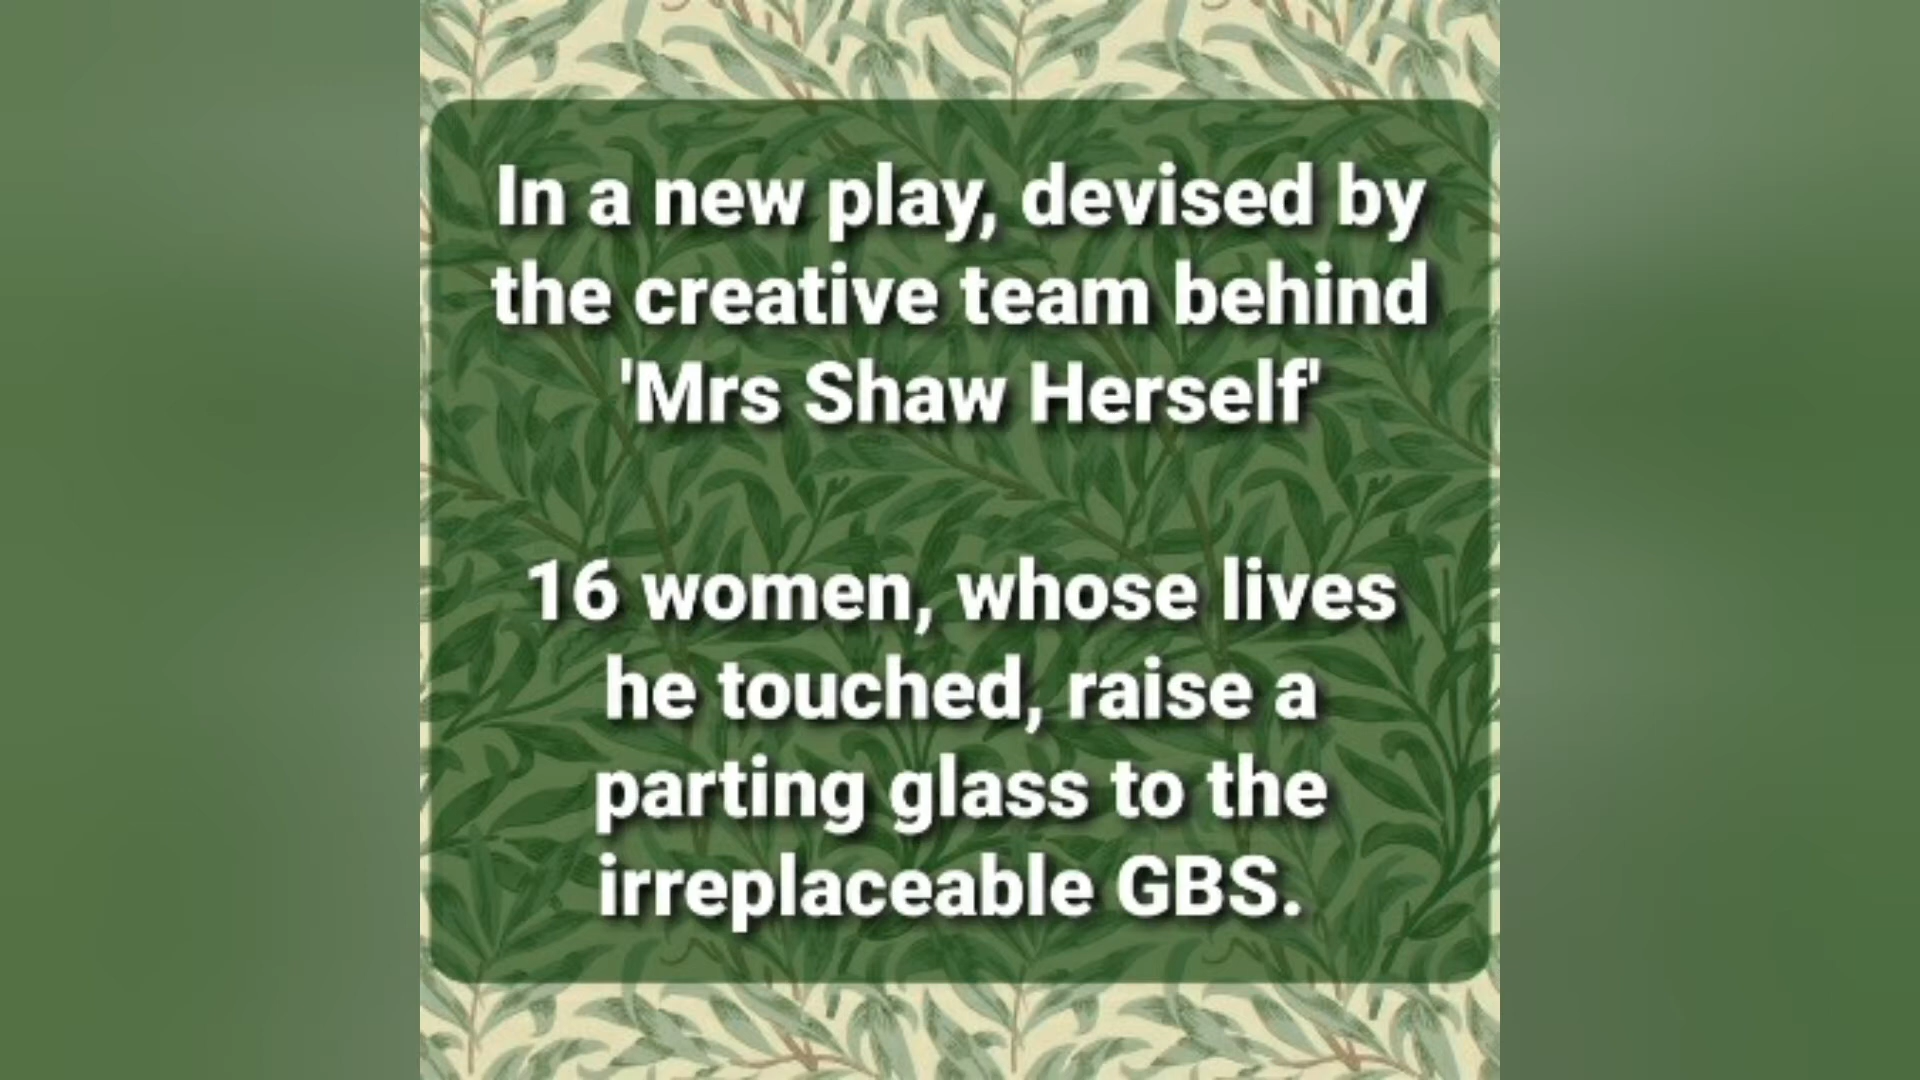 In a new play, devised by
the creative team behind
'Mrs Shaw Herself'
16 women, whose lives
he touched, raise a
parting glass to the
irreplaceable GBS.